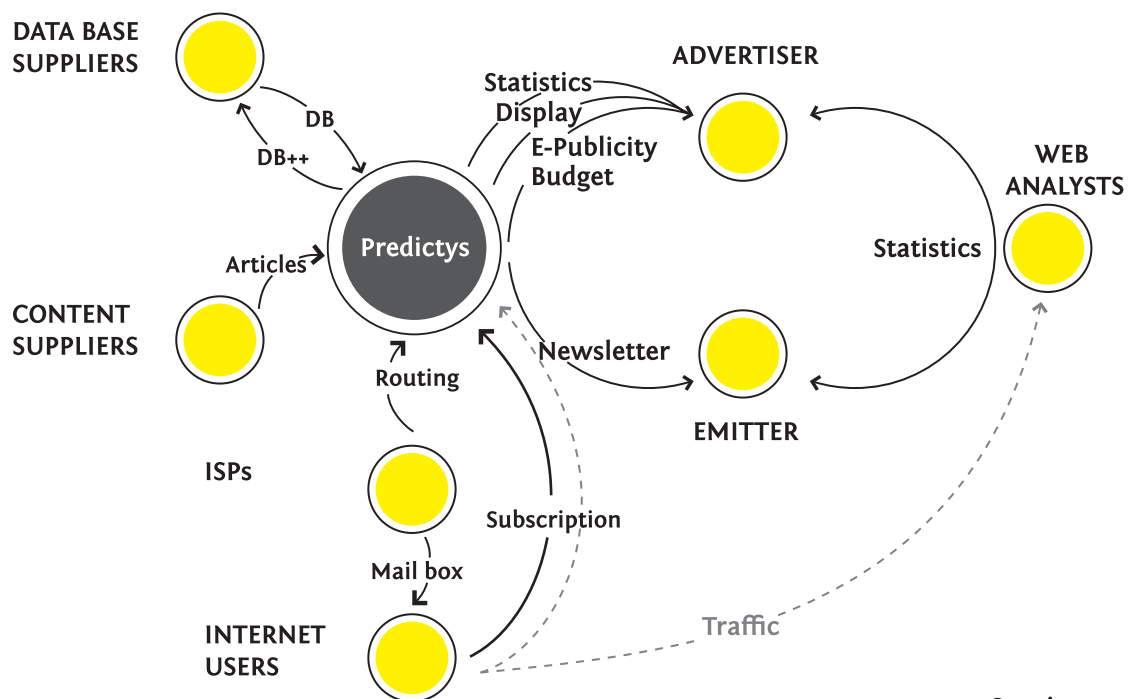 DATA BASE
SUPPLIERS
DB
DB++
Statistics
Display
E-Publicity
Budget
ADVERTISER
WEB
ANALYSTS
Predictys
Articles
Statistics
CONTENT
SUPPLIERS
Newsletter
Routing
EMITTER
ISPs
Subscription
Mail box
INTERNET
USERS
Traffic